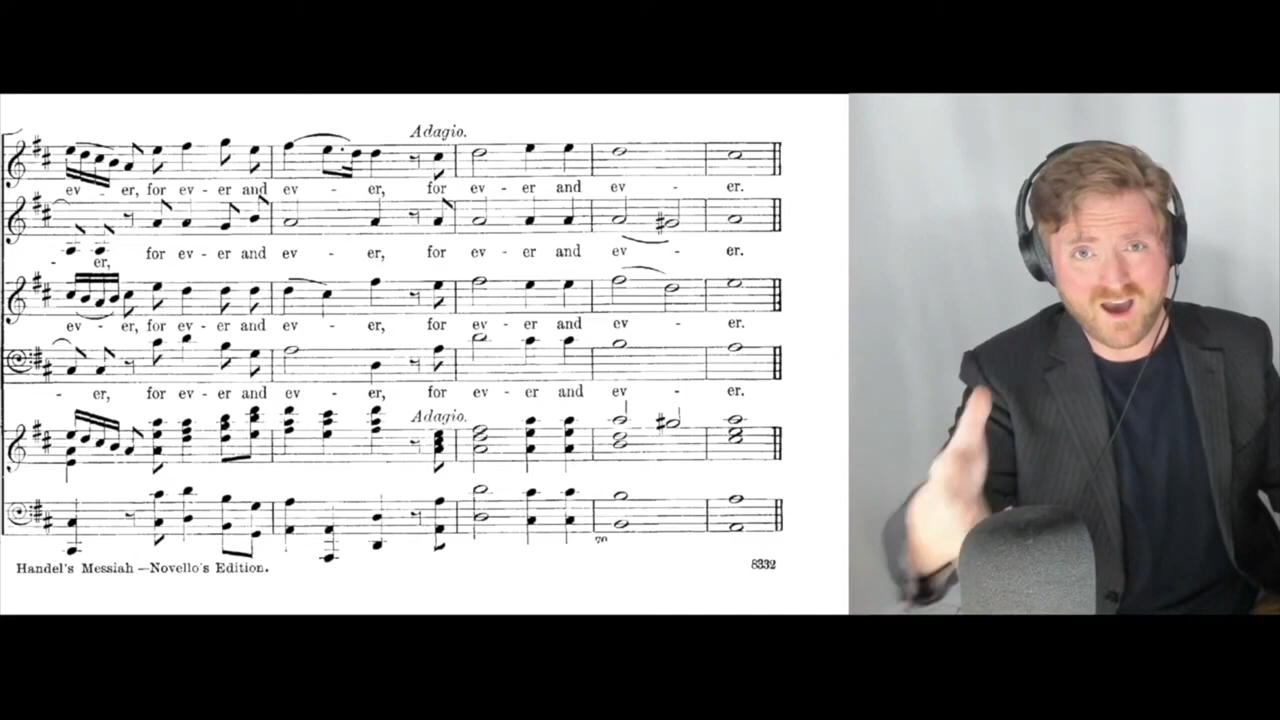 Adagio.
ev - er, for ev - er and ev - er, for ev - er and ev - er.
- er, for ev - er and ev - er, for ev - er and ev - er.
ev - er, for ev - er and ev - er, for ev - er and ev - er.
- er, for ev - er and ev - er, for ev - er and ev - er.
Adagio.
70
Handel's Messiah —Novello's Edition. 8332